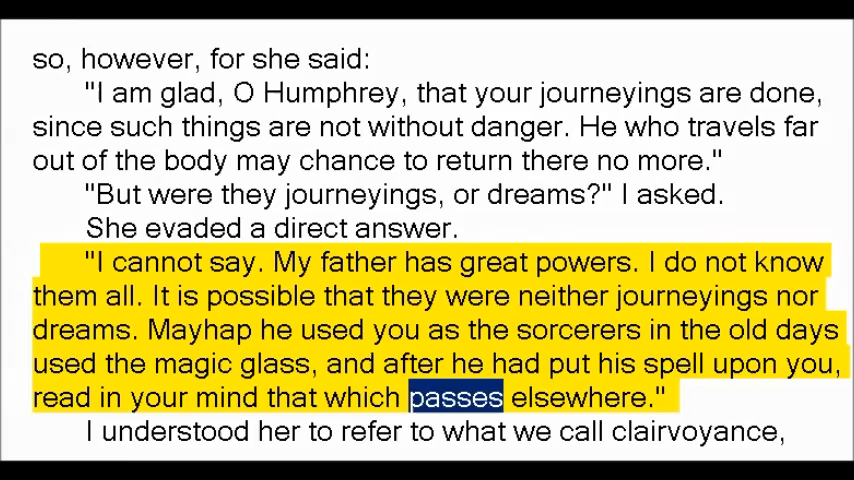 so, however, for she said:
"I am glad, O Humphrey, that your journeyings are done,
since such things are not without danger. He who travels far
out of the body may chance to return there no more."
"But were they journeyings, or dreams?" I asked.
She evaded a direct answer.
"I cannot say. My father has great powers. I do not know
them all. It is possible that they were neither journeyings nor
dreams. Mayhap he used you as the sorcerers in the old days
used the magic glass, and after he had put his spell upon you,
read in your mind that which passes elsewhere."
I understood her to refer to what we call clairvoyance,